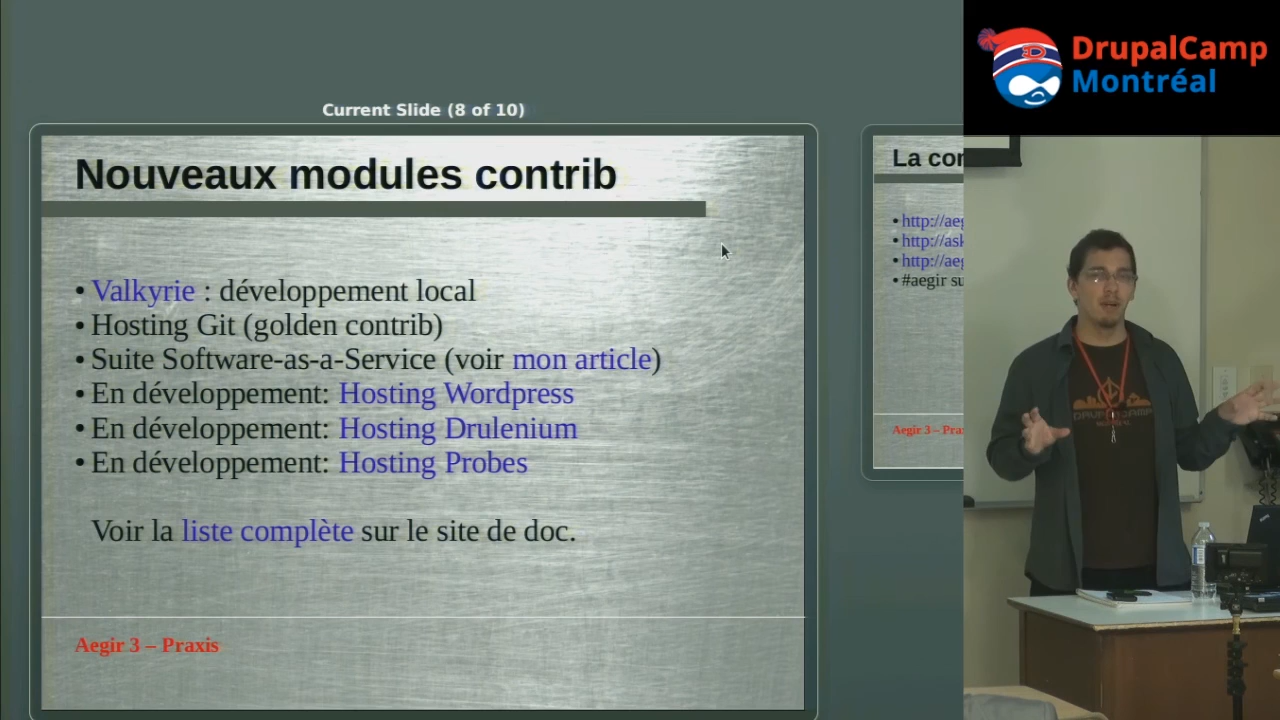 Current Slide (8 of 10)
Nouveaux modules contrib
• Valkyrie : développement local
• Hosting Git (golden contrib)
• Suite Software-as-a-Service (voir mon article)
• En développement: Hosting Wordpress
• En développement: Hosting Drulenium
• En développement: Hosting Probes
Voir la liste complète sur le site de doc.
Aegir 3 – Praxis
La con
• http://aeg
• http://ask
• http://aeg
• #aegir su
Aegir 3 – Prax
DrupalCamp
Montréal